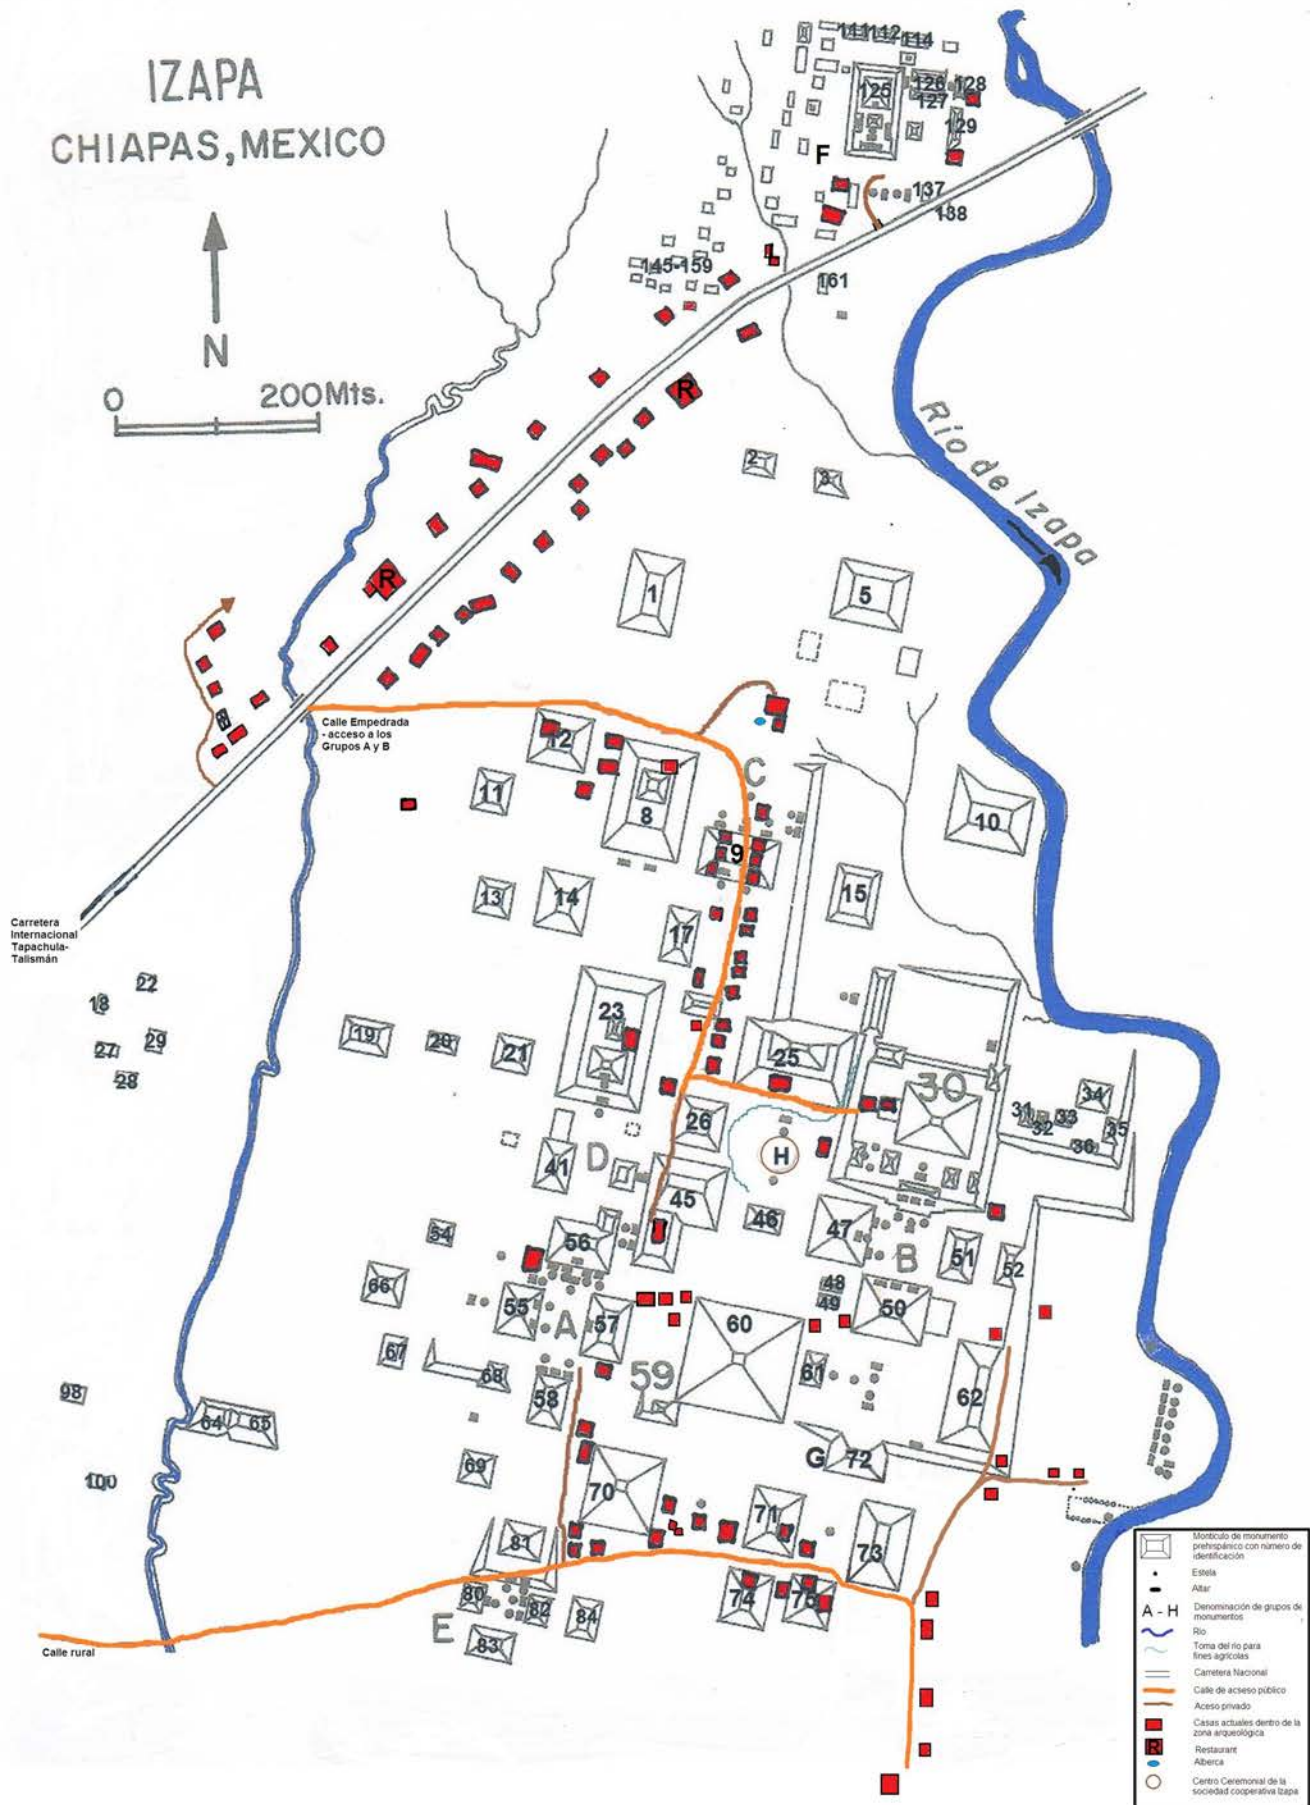 IZAPA
CHIAPAS, MEXICO
N
0 200Mts.
111 112 114
125 126 128
127
129
F
137
138
145-159
161
R
Río de Izapa
2
3
R
1
5
Calle Empedrada
- acceso a los
Grupos A y B
12
C
11
8
10
9
13
14
15
17
Carretera
Internacional
Tapachula-
Talismán
22
18
23
27
29
28
19
20
21
25
30
31
32
33
34
35
36
26
H
41
D
45
46
47
54
56
B
51
52
66
55
A
57
60
48
49
50
67
68
59
61
62
58
98
64 65
G 72
69
100
70
71
73
81
80
82
84
74
75
E
83
Calle rural
Montículo de monumento
prehispánico con número de
identificación
Estela
Altar
A - H Denominación de grupos de
monumentos
Río
Toma del río para
fines agrícolas
Carretera Nacional
Calle de acseso público
Aceso privado
Casas actuales dentro de la
zona arqueológica
R Restaurant
Alberca
Centro Ceremonial de la
sociedad cooperativa Izapa